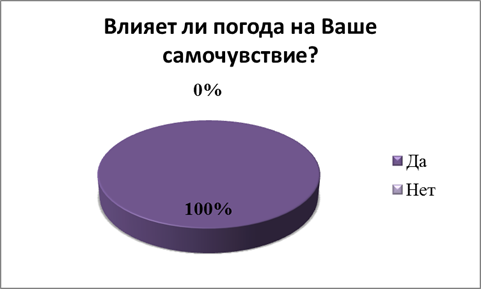 Влияет ли погода на Ваше
самочувствие?
0%
100%
Да
Нет